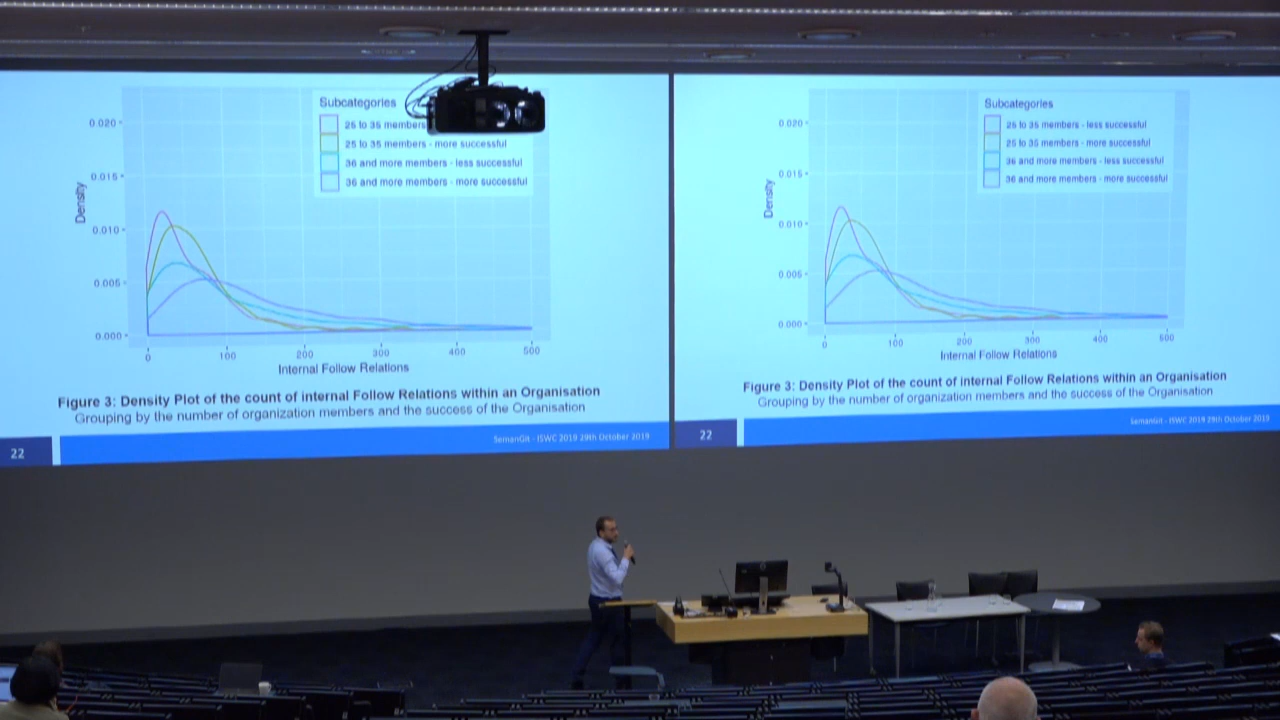 Subcategories
25 to 35 members
25 to 35 members - more successful
36 and more members - less successful
36 and more members - more successful
0.020
0.015
0.010
0.005
0.000
Density
0
100
200
300
400
500
Internal Follow Relations
Figure 3: Density Plot of the count of internal Follow Relations within an Organisation
Grouping by the number of organization members and the success of the Organisation
22
SemanGit - ISWC 2019 29th October 2019
Subcategories
25 to 35 members - less successful
25 to 35 members - more successful
36 and more members - less successful
36 and more members - more successful
0.020
0.015
0.010
0.005
0.000
Density
0
100
200
300
400
500
Internal Follow Relations
Figure 3: Density Plot of the count of internal Follow Relations within an Organisation
Grouping by the number of organization members and the success of the Organisation
22
SemanGit - ISWC 2019 29th October 2019